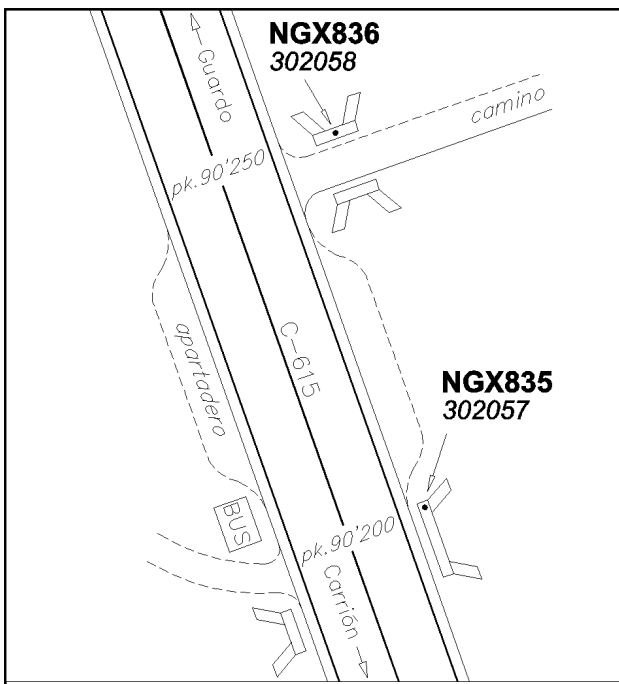 NGX836
302058
Guardo
camino
pk.90'250
apartadero
C-615
NGX835
302057
BUS
pk.90'200
Carrión